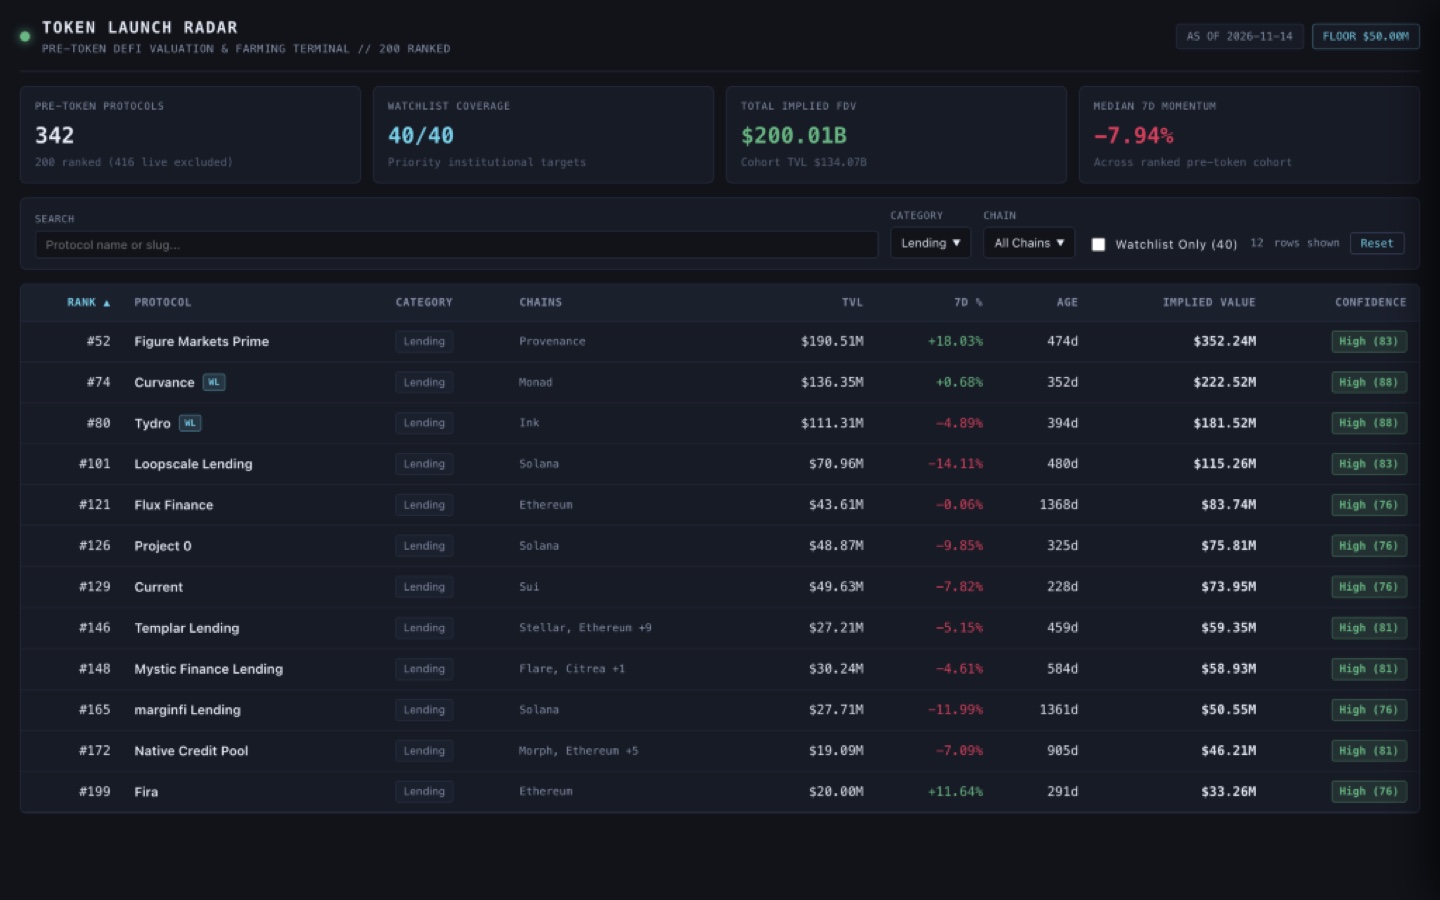 TOKEN LAUNCH RADAR
PRE-TOKEN DEFI VALUATION & FARMING TERMINAL // 200 RANKED
AS OF 2026-11-14
FLOOR $50.00M
PRE-TOKEN PROTOCOLS
342
200 ranked (416 live excluded)
WATCHLIST COVERAGE
40/40
Priority institutional targets
TOTAL IMPLIED FDV
$200.01B
Cohort TVL $134.07B
MEDIAN 7D MOMENTUM
−7.94%
Across ranked pre-token cohort
SEARCH
Protocol name or slug...
CATEGORY
Lending ▼
CHAIN
All Chains ▼
Watchlist Only (40)
12 rows shown
Reset
RANK ▲ PROTOCOL CATEGORY CHAINS TVL 7D % AGE IMPLIED VALUE CONFIDENCE
#52 Figure Markets Prime Lending Provenance $190.51M +18.03% 474d $352.24M High (83)
#74 Curvance WL Lending Monad $136.35M +0.68% 352d $222.52M High (88)
#80 Tydro WL Lending Ink $111.31M −4.89% 394d $181.52M High (88)
#101 Loopscale Lending Lending Solana $70.96M −14.11% 480d $115.26M High (83)
#121 Flux Finance Lending Ethereum $43.61M −0.06% 1368d $83.74M High (76)
#126 Project 0 Lending Solana $48.87M −9.85% 325d $75.81M High (76)
#129 Current Lending Sui $49.63M −7.82% 228d $73.95M High (76)
#146 Templar Lending Lending Stellar, Ethereum +9 $27.21M −5.15% 459d $59.35M High (81)
#148 Mystic Finance Lending Lending Flare, Citrea +1 $30.24M −4.61% 584d $58.93M High (81)
#165 marginfi Lending Lending Solana $27.71M −11.99% 1361d $50.55M High (76)
#172 Native Credit Pool Lending Morph, Ethereum +5 $19.09M −7.09% 905d $46.21M High (81)
#199 Fira Lending Ethereum $20.00M +11.64% 291d $33.26M High (76)